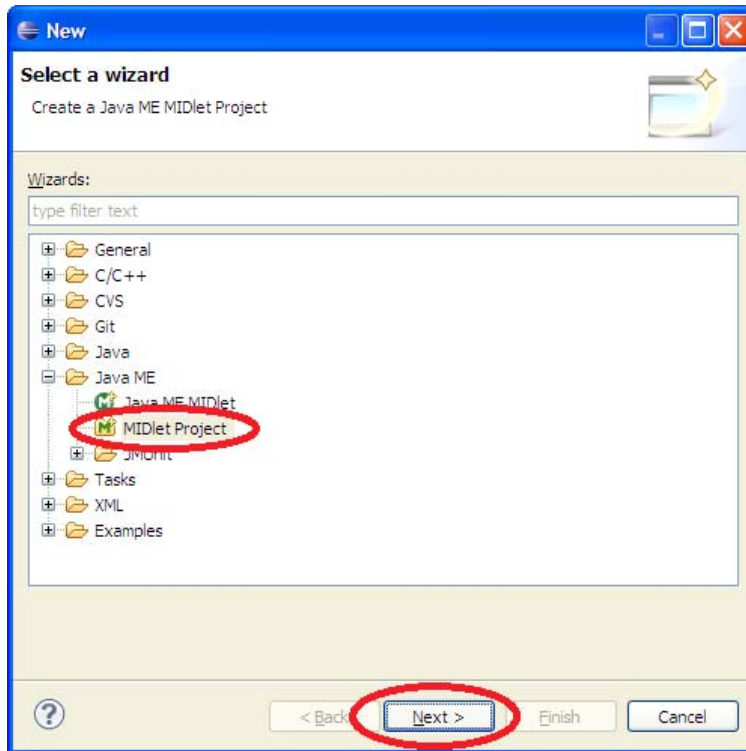 New
Select a wizard
Create a Java ME MIDlet Project
Wizards:
type filter text
General
C/C++
CVS
Git
Java
Java ME
Java ME MIDlet
MIDlet Project
JMUnit
Tasks
XML
Examples
< Back Next > Finish Cancel